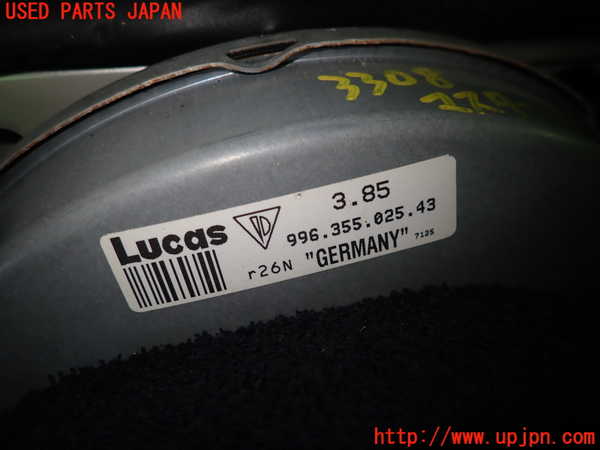 USED PARTS JAPAN
3308
Lucas
3.85
996.355.025.43
r26N "GERMANY" 7125
http://www.upjpn.com